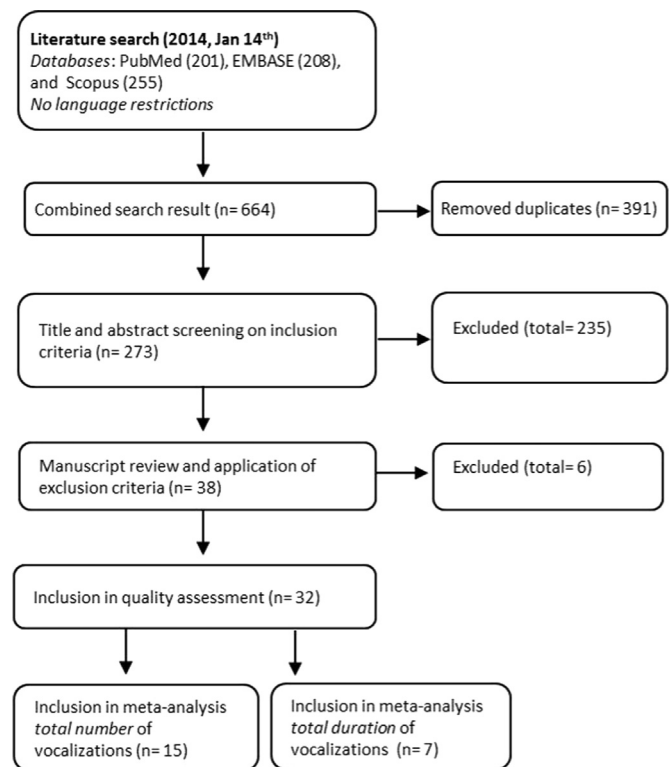 Literature search (2014, Jan 14th)
Databases: PubMed (201), EMBASE (208),
and Scopus (255)
No language restrictions
Combined search result (n= 664)
Removed duplicates (n= 391)
Title and abstract screening on inclusion
criteria (n= 273)
Excluded (total= 235)
Manuscript review and application of
exclusion criteria (n= 38)
Excluded (total= 6)
Inclusion in quality assessment (n= 32)
Inclusion in meta-analysis
total number of
vocalizations (n= 15)
Inclusion in meta-analysis
total duration of
vocalizations (n= 7)